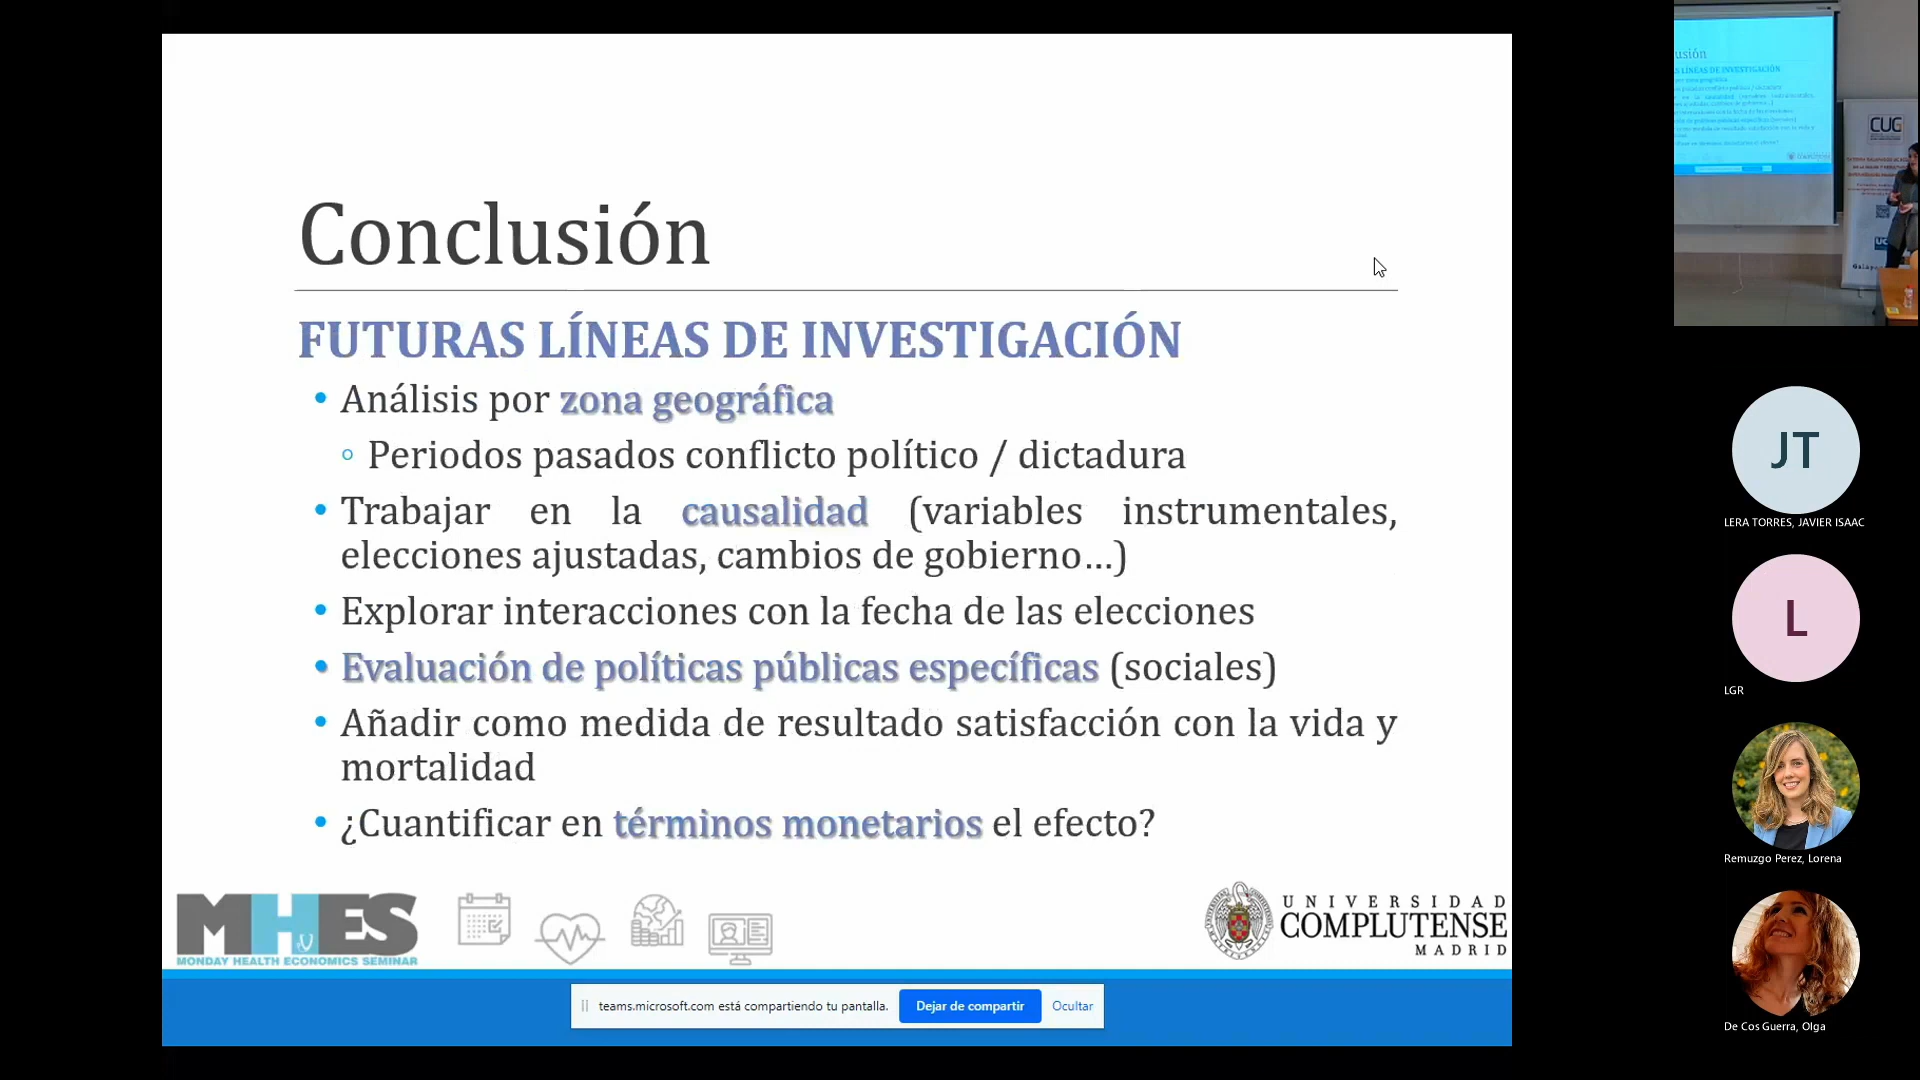 Conclusión
FUTURAS LÍNEAS DE INVESTIGACIÓN
• Análisis por zona geográfica
◦ Periodos pasados conflicto político / dictadura
• Trabajar en la causalidad (variables instrumentales,
elecciones ajustadas, cambios de gobierno...)
• Explorar interacciones con la fecha de las elecciones
• Evaluación de políticas públicas específicas (sociales)
• Añadir como medida de resultado satisfacción con la vida y
mortalidad
• ¿Cuantificar en términos monetarios el efecto?
MHES
MONDAY HEALTH ECONOMICS SEMINAR
UNIVERSIDAD
COMPLUTENSE
MADRID
teams.microsoft.com está compartiendo tu pantalla.
Dejar de compartir
Ocultar
CUG
JT
LERA TORRES, JAVIER ISAAC
L
LGR
Remuzgo Perez, Lorena
De Cos Guerra, Olga